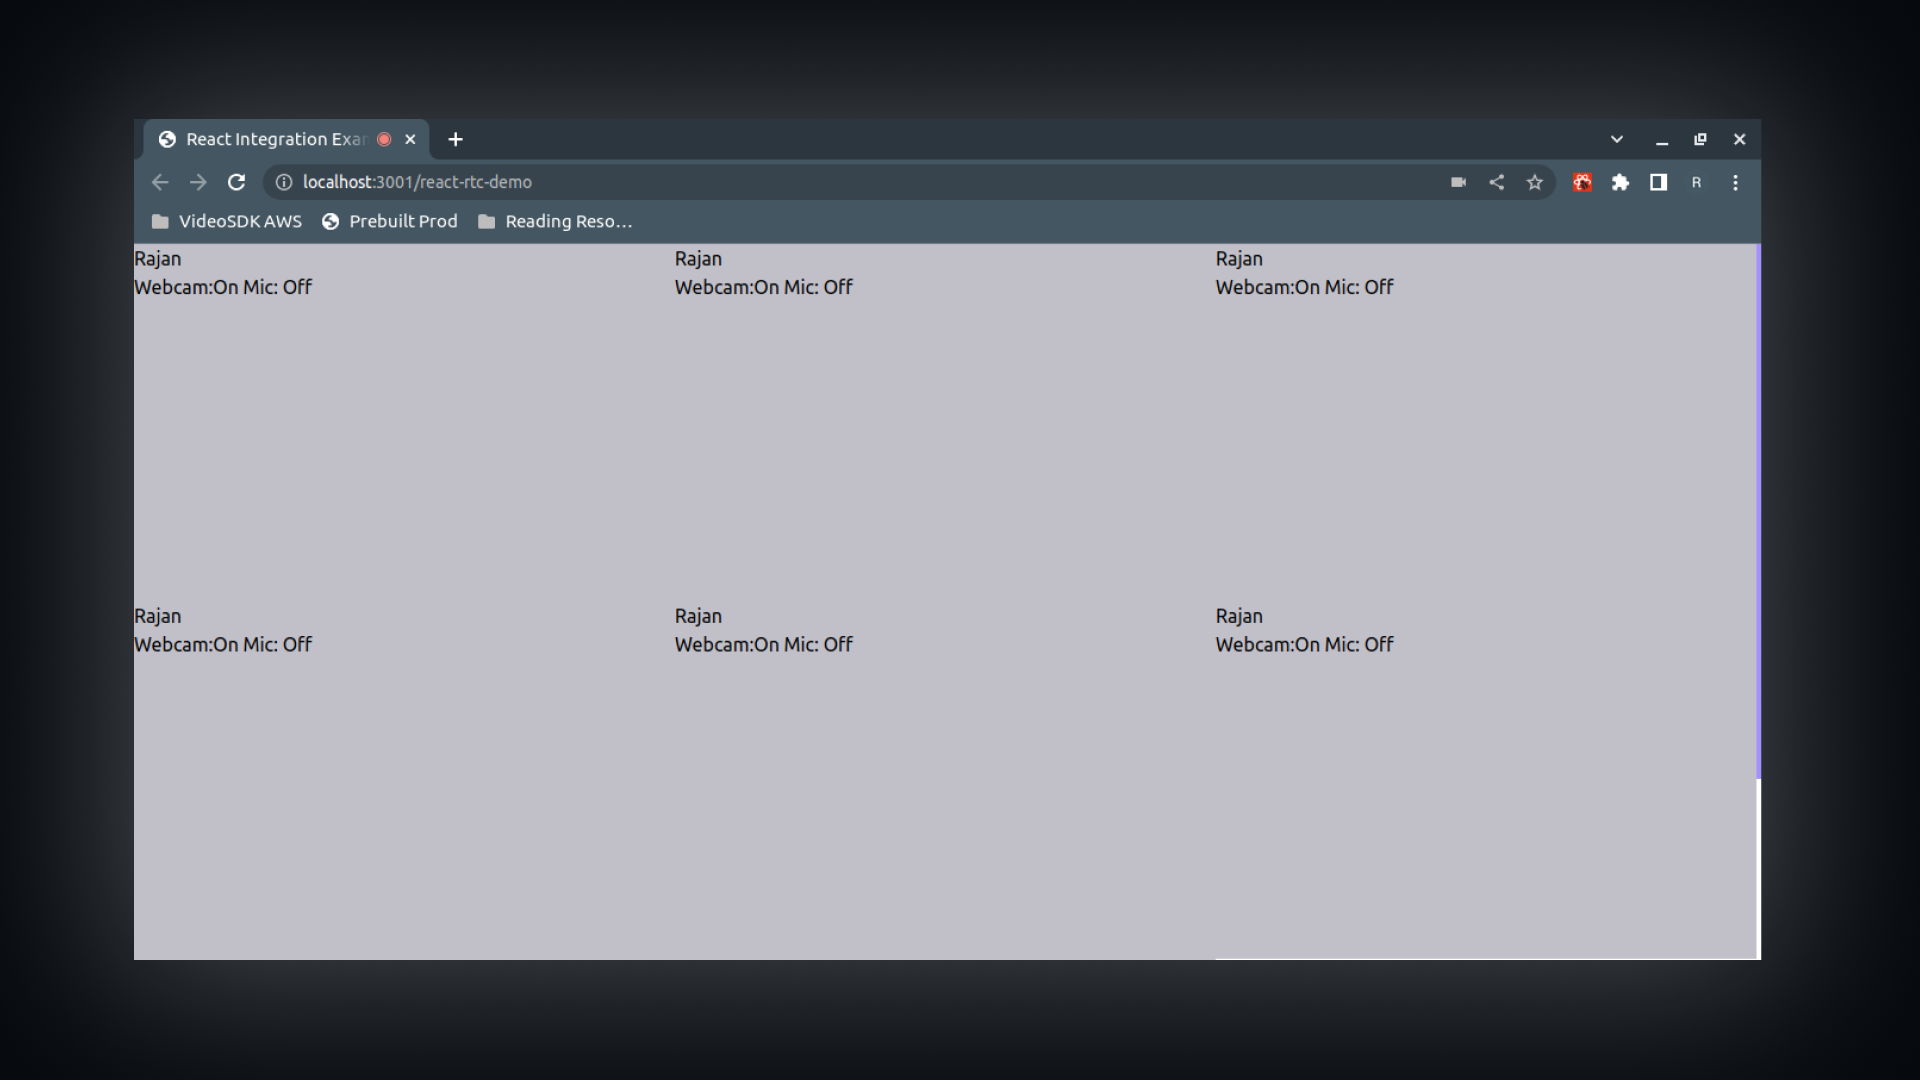 React Integration Exar
localhost:3001/react-rtc-demo
R
VideoSDK AWS Prebuilt Prod Reading Reso...
Rajan Rajan Rajan
Webcam:On Mic: Off Webcam:On Mic: Off Webcam:On Mic: Off
Rajan Rajan Rajan
Webcam:On Mic: Off Webcam:On Mic: Off Webcam:On Mic: Off